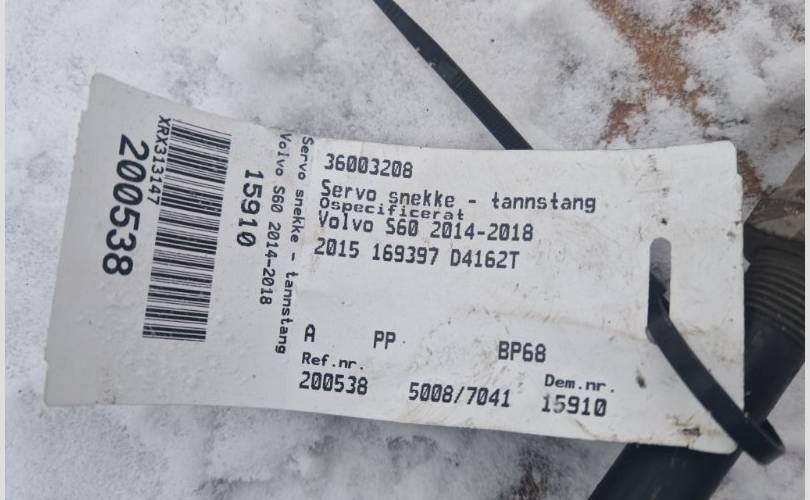 XRX313147
200538
15910
Volvo S60 2014-2018
Servo snekke - tannstang
36003208
Servo snekke - tannstang
Ospecificerat
Volvo S60 2014-2018
2015 169397 D4162T
A PP BP68
Ref.nr. Dem.nr.
200538 5008/7041 15910